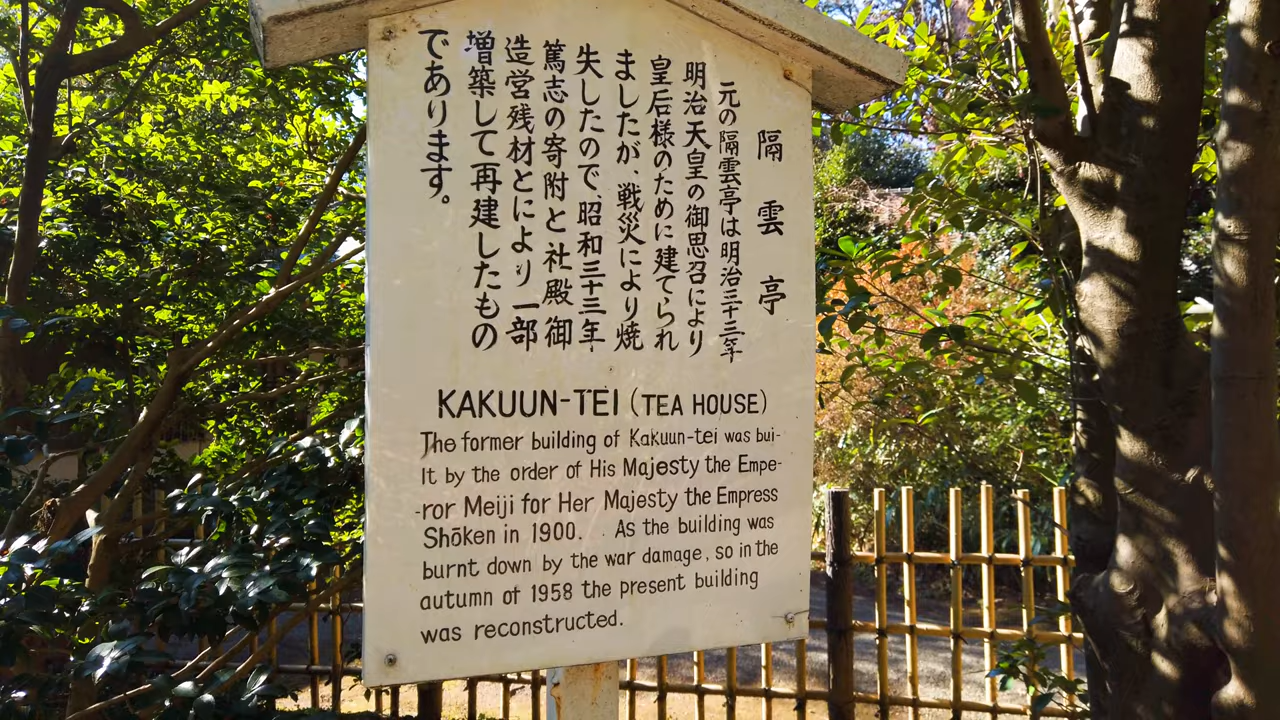 隔雲亭
元の隔雲亭は明治三十三年
明治天皇の御思召により
皇后様のために建てられ
ましたが、戦災により焼
失したので、昭和三十三年
篤志の寄附と社殿御
造営残材とにより一部
増築して再建したもの
であります。
KAKUUN-TEI (TEA HOUSE)
The former building of Kakuun-tei was bui-
lt by the order of His Majesty the Empe-
-ror Meiji for Her Majesty the Empress
Shōken in 1900. As the building was
burnt down by the war damage, so in the
autumn of 1958 the present building
was reconstructed.